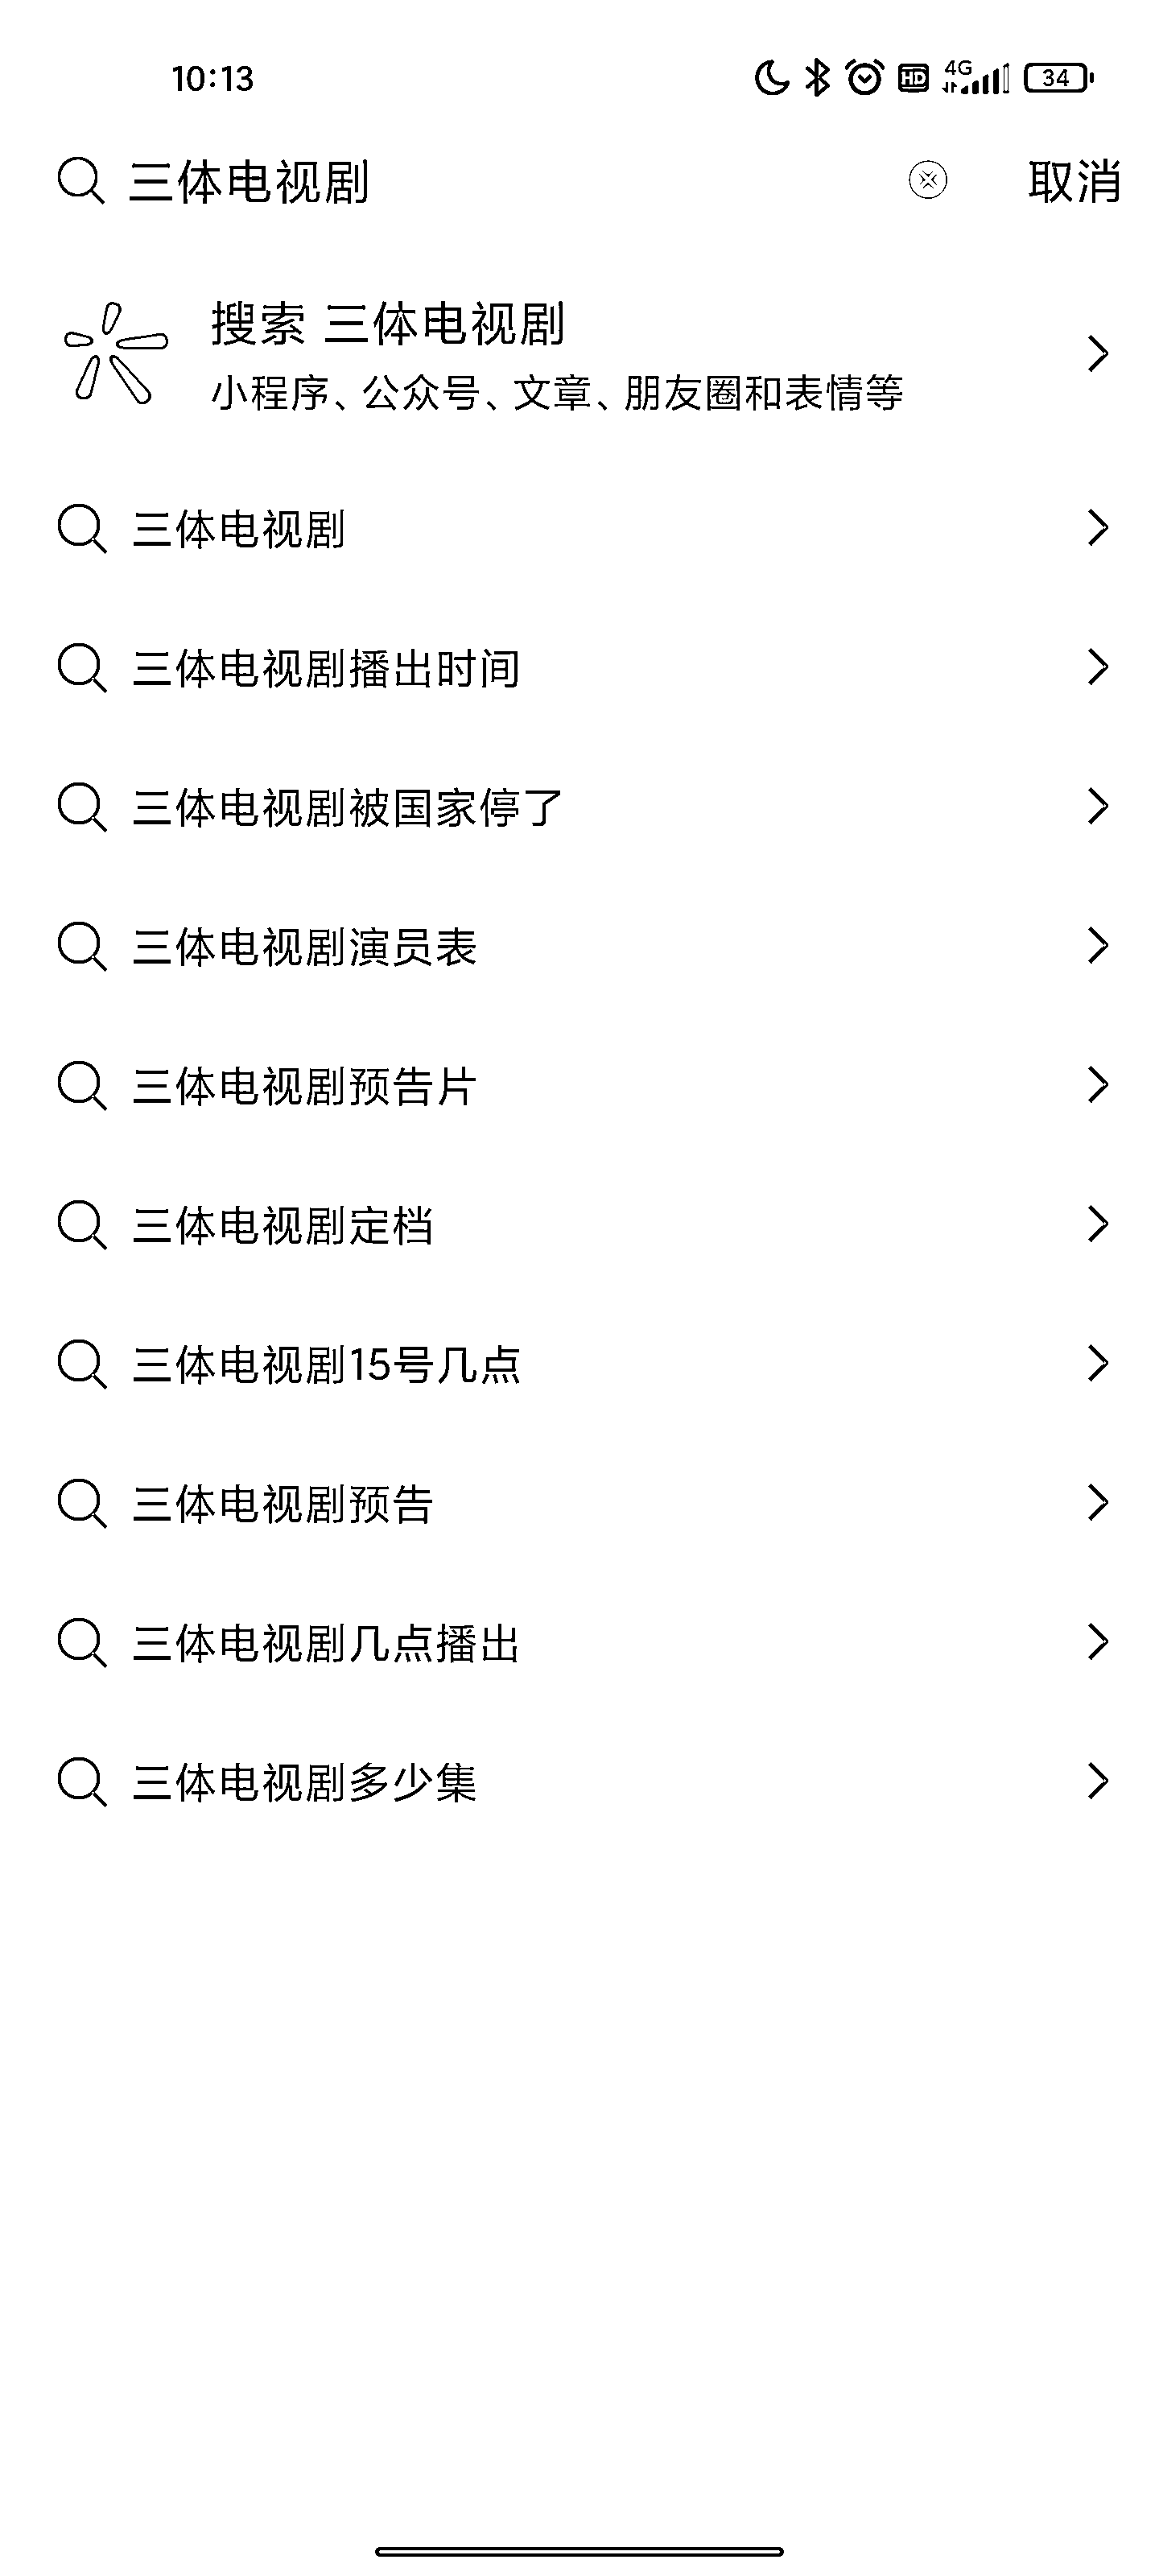 10:13
HD 4G 34
三体电视剧
取消
搜索 三体电视剧
小程序、公众号、文章、朋友圈和表情等
三体电视剧
三体电视剧播出时间
三体电视剧被国家停了
三体电视剧演员表
三体电视剧预告片
三体电视剧定档
三体电视剧15号几点
三体电视剧预告
三体电视剧几点播出
三体电视剧多少集